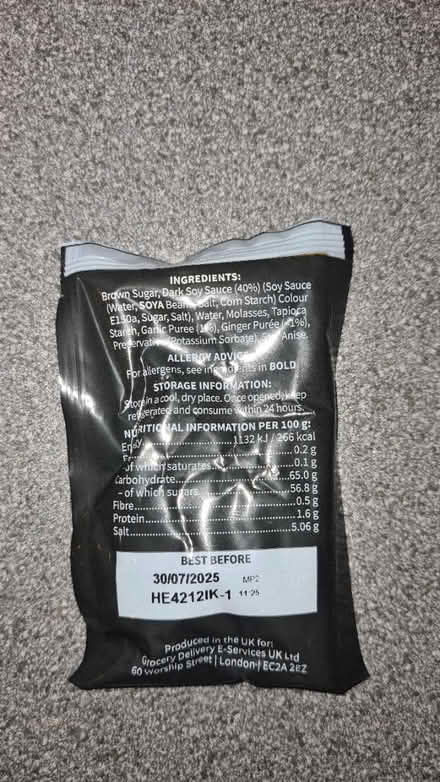 INGREDIENTS:
Brown Sugar, Dark Soy Sauce (40%) (Soy Sauce
(Water, SOYA Beans, Salt, Corn Starch) Colour
E150a, Sugar, Salt), Water, Molasses, Tapioca
Starch, Garlic Puree (1%), Ginger Purée (<1%),
Preservative (Potassium Sorbate), Star Anise.
ALLERGY ADVICE:
For allergens, see ingredients in BOLD
STORAGE INFORMATION:
Store in a cool, dry place. Once opened, keep
refrigerated and consume within 24 hours.
NUTRITIONAL INFORMATION PER 100 g:
Energy 1132 kJ / 266 kcal
Fat 0.2 g
– of which saturates 0.1 g
Carbohydrate 65.0 g
– of which sugars 56.8 g
Fibre 0.5 g
Protein 1.6 g
Salt 5.06 g
BEST BEFORE
30/07/2025 MP2
HE4212IK-1 11:25
Produced in the UK for:
Grocery Delivery E-Services UK Ltd
60 Worship Street | London | EC2A 2EZ